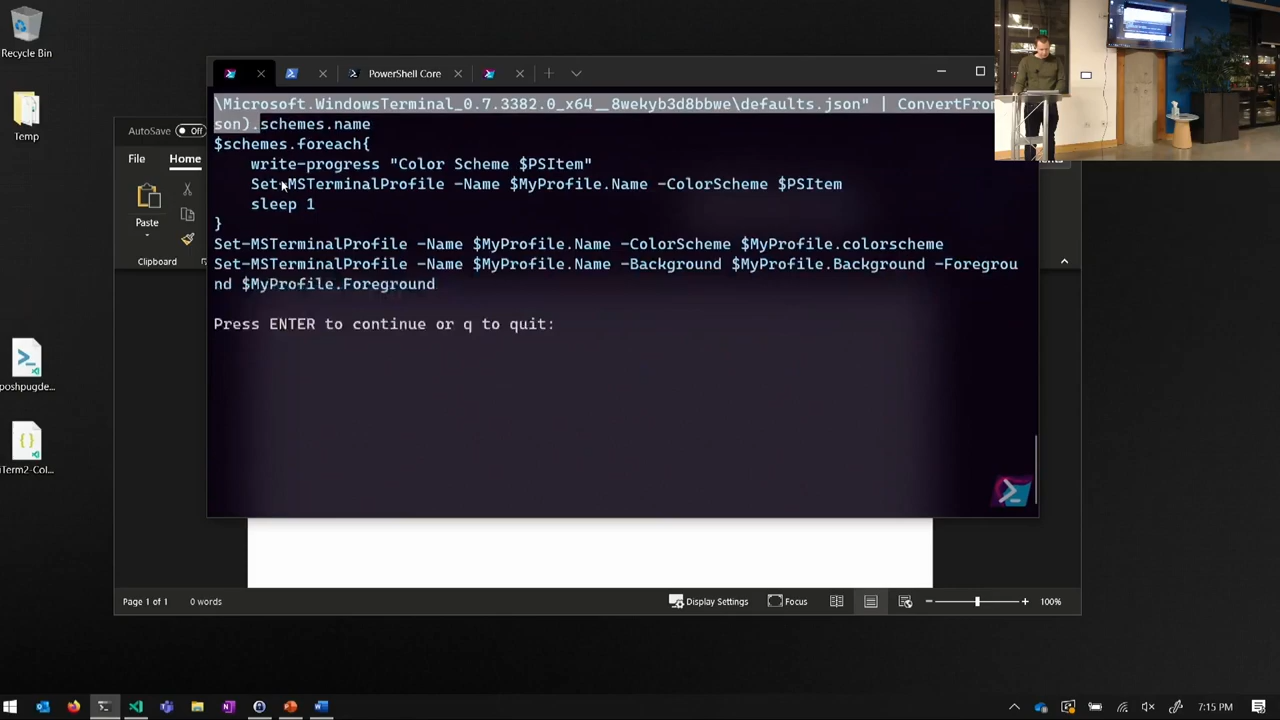 Recycle Bin
Temp
poshpugde...
iTerm2-Col...
AutoSave Off
File
Home
Paste
Clipboard
PowerShell Core
\Microsoft.WindowsTerminal_0.7.3382.0_x64__8wekyb3d8bbwe\defaults.json" | ConvertFrom
son).schemes.name
$schemes.foreach{
write-progress "Color Scheme $PSItem"
Set-MSTerminalProfile -Name $MyProfile.Name -ColorScheme $PSItem
sleep 1
}
Set-MSTerminalProfile -Name $MyProfile.Name -ColorScheme $MyProfile.colorscheme
Set-MSTerminalProfile -Name $MyProfile.Name -Background $MyProfile.Background -Foregrou
nd $MyProfile.Foreground
Press ENTER to continue or q to quit:
Page 1 of 1
0 words
Display Settings
Focus
100%
7:15 PM